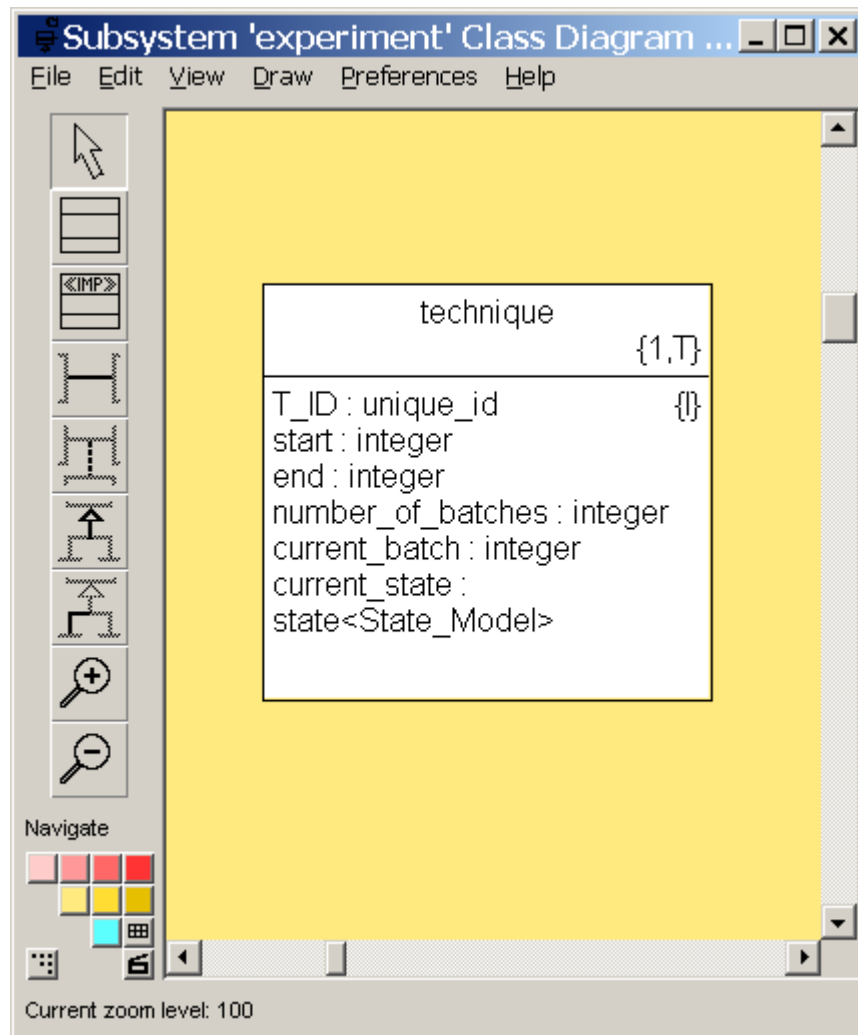 Subsystem 'experiment' Class Diagram ...
File Edit View Draw Preferences Help
«IMP»
technique
{1,T}
T_ID : unique_id {I}
start : integer
end : integer
number_of_batches : integer
current_batch : integer
current_state :
state<State_Model>
Navigate
Current zoom level: 100